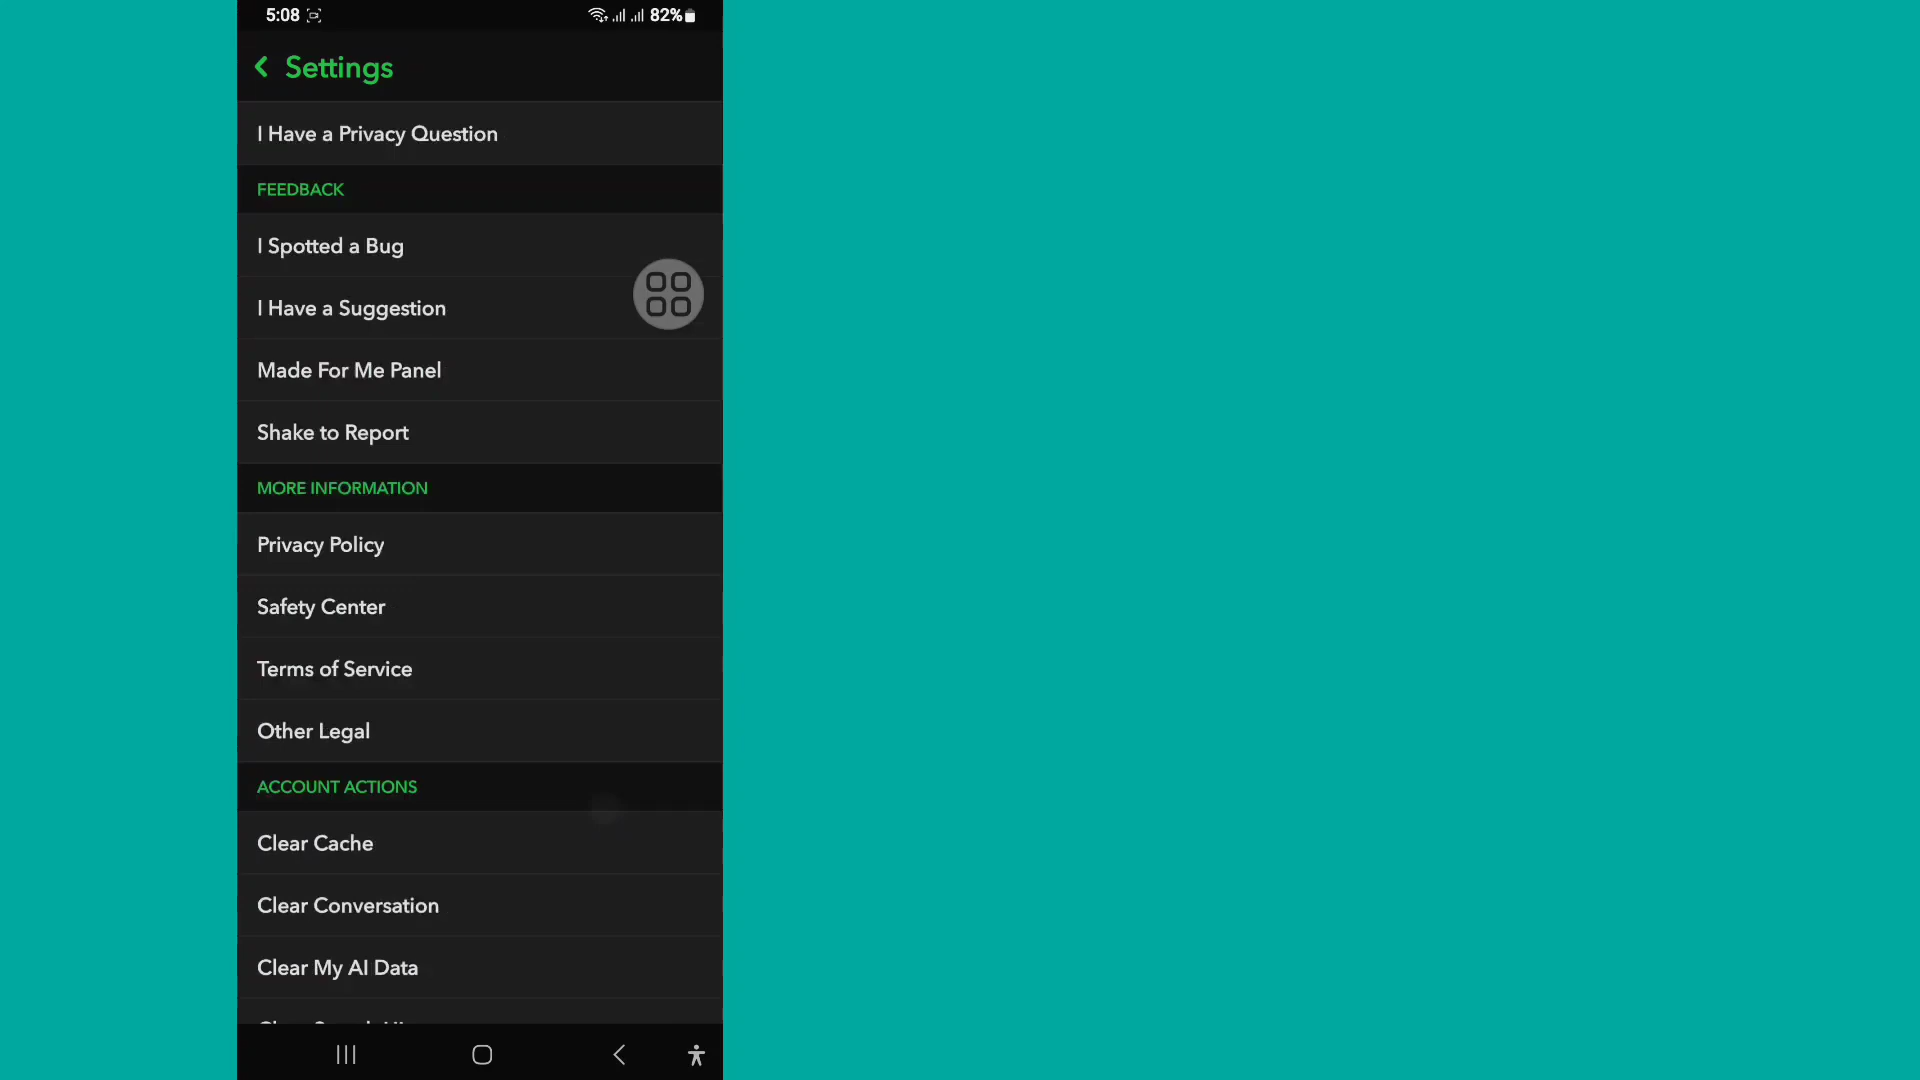 5:08 82%
Settings
I Have a Privacy Question
FEEDBACK
I Spotted a Bug
I Have a Suggestion
Made For Me Panel
Shake to Report
MORE INFORMATION
Privacy Policy
Safety Center
Terms of Service
Other Legal
ACCOUNT ACTIONS
Clear Cache
Clear Conversation
Clear My AI Data